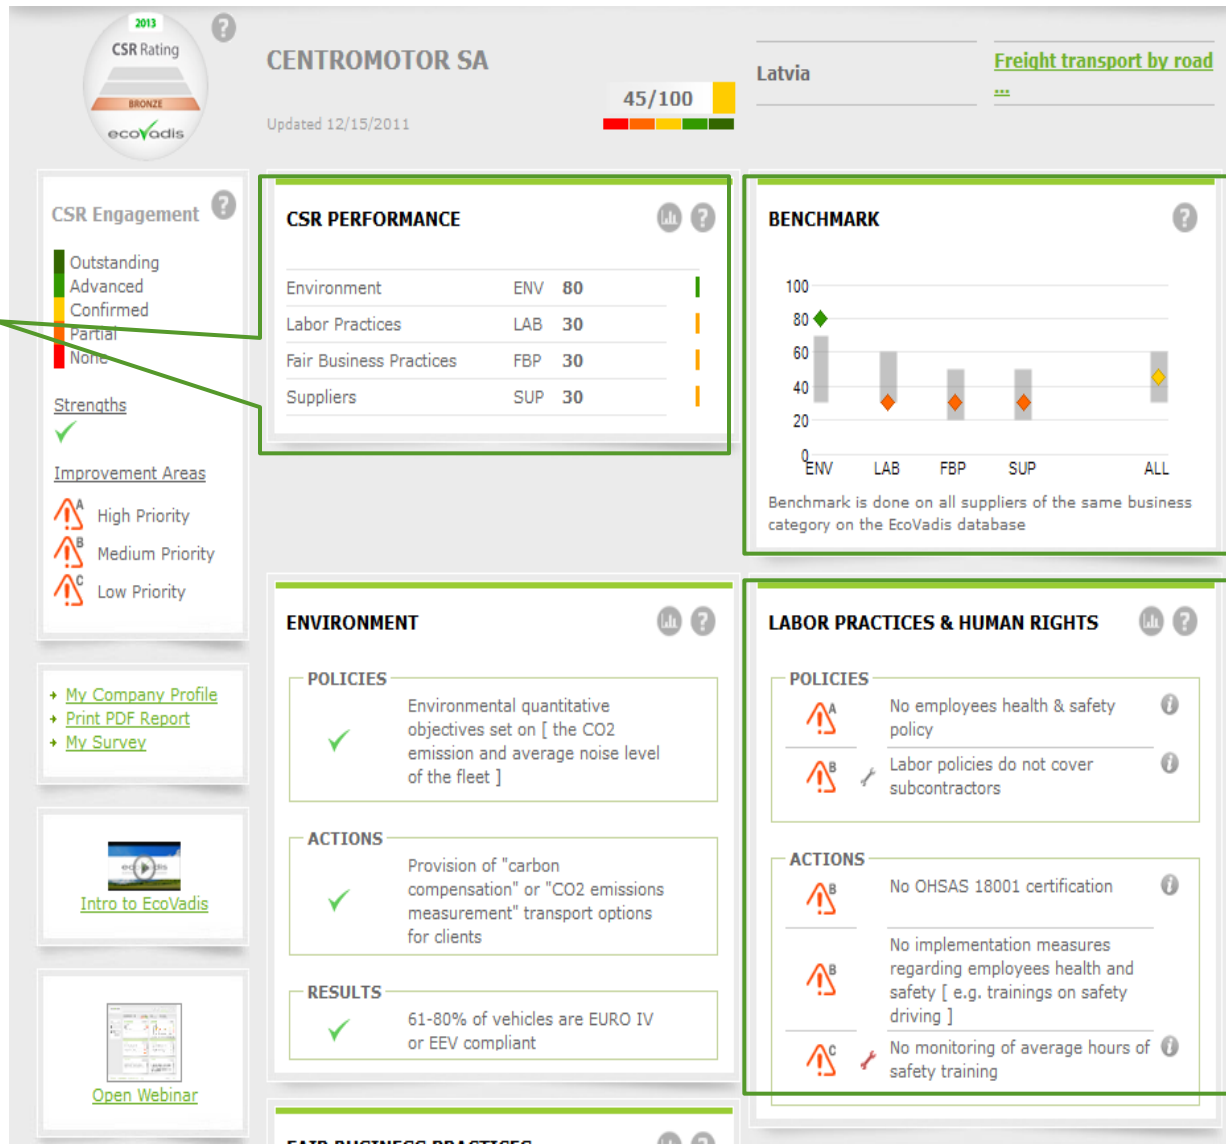 2013
CSR Rating
BRONZE
ecoVadis
?
CENTROMOTOR SA
Updated 12/15/2011
45/100
Latvia
Freight transport by road
...
CSR Engagement
?
Outstanding
Advanced
Confirmed
Partial
None
Strengths
Improvement Areas
A
High Priority
B
Medium Priority
C
Low Priority
My Company Profile
Print PDF Report
My Survey
Intro to EcoVadis
Open Webinar
CSR PERFORMANCE
?
Environment ENV 80
Labor Practices LAB 30
Fair Business Practices FBP 30
Suppliers SUP 30
BENCHMARK
?
100
80
60
40
20
0
ENV LAB FBP SUP ALL
Benchmark is done on all suppliers of the same business
category on the EcoVadis database
ENVIRONMENT
?
POLICIES
Environmental quantitative
objectives set on [ the CO2
emission and average noise level
of the fleet ]
ACTIONS
Provision of "carbon
compensation" or "CO2 emissions
measurement" transport options
for clients
RESULTS
61-80% of vehicles are EURO IV
or EEV compliant
LABOR PRACTICES & HUMAN RIGHTS
?
POLICIES
A
No employees health & safety
policy
i
B
Labor policies do not cover
subcontractors
i
ACTIONS
B
No OHSAS 18001 certification
i
B
No implementation measures
regarding employees health and
safety [ e.g. trainings on safety
driving ]
C
No monitoring of average hours of
safety training
i
FAIR BUSINESS PRACTICES